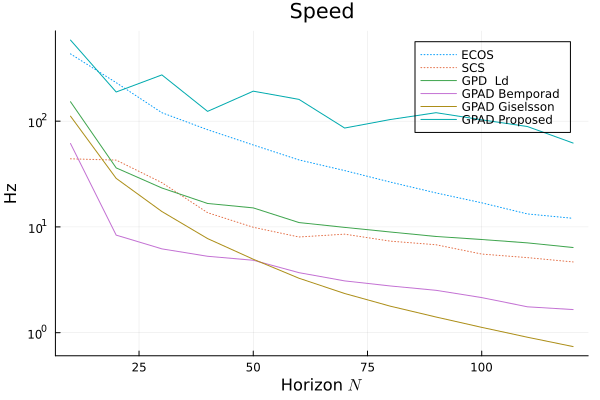 Speed
ECOS
SCS
GPD Ld
GPAD Bemporad
GPAD Giselsson
GPAD Proposed
Hz
10²
10¹
10⁰
25
50
75
100
Horizon N